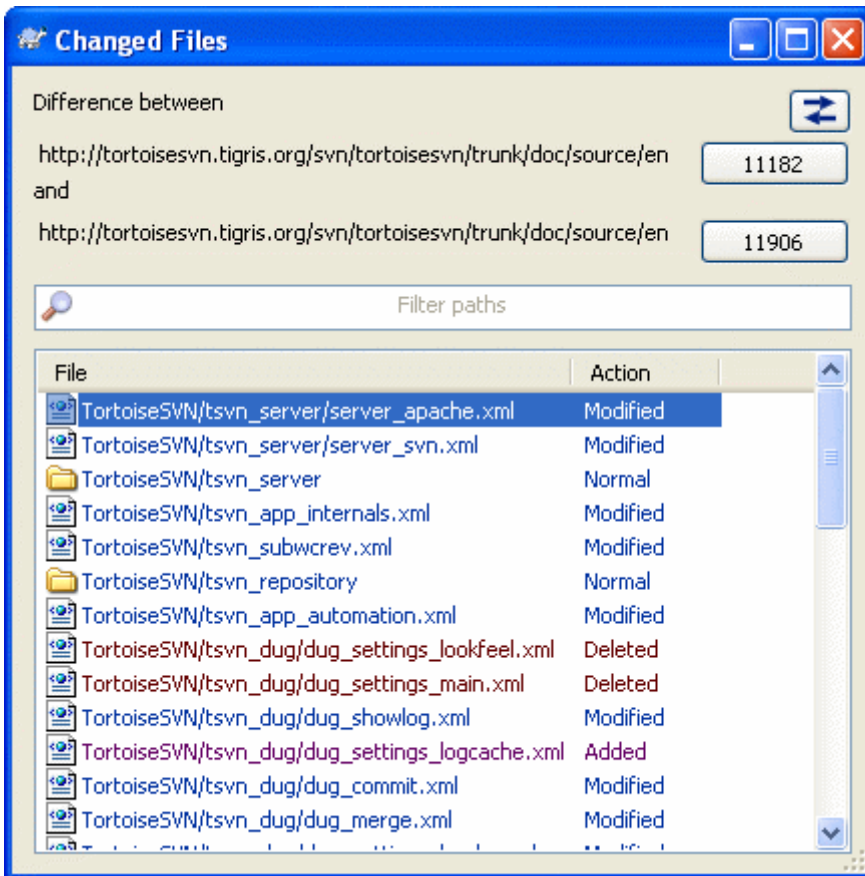 Changed Files
Difference between
http://tortoisesvn.tigris.org/svn/tortoisesvn/trunk/doc/source/en 11182
and
http://tortoisesvn.tigris.org/svn/tortoisesvn/trunk/doc/source/en 11906
Filter paths
File Action
TortoiseSVN/tsvn_server/server_apache.xml Modified
TortoiseSVN/tsvn_server/server_svn.xml Modified
TortoiseSVN/tsvn_server Normal
TortoiseSVN/tsvn_app_internals.xml Modified
TortoiseSVN/tsvn_subwcrev.xml Modified
TortoiseSVN/tsvn_repository Normal
TortoiseSVN/tsvn_app_automation.xml Modified
TortoiseSVN/tsvn_dug/dug_settings_lookfeel.xml Deleted
TortoiseSVN/tsvn_dug/dug_settings_main.xml Deleted
TortoiseSVN/tsvn_dug/dug_showlog.xml Modified
TortoiseSVN/tsvn_dug/dug_settings_logcache.xml Added
TortoiseSVN/tsvn_dug/dug_commit.xml Modified
TortoiseSVN/tsvn_dug/dug_merge.xml Modified